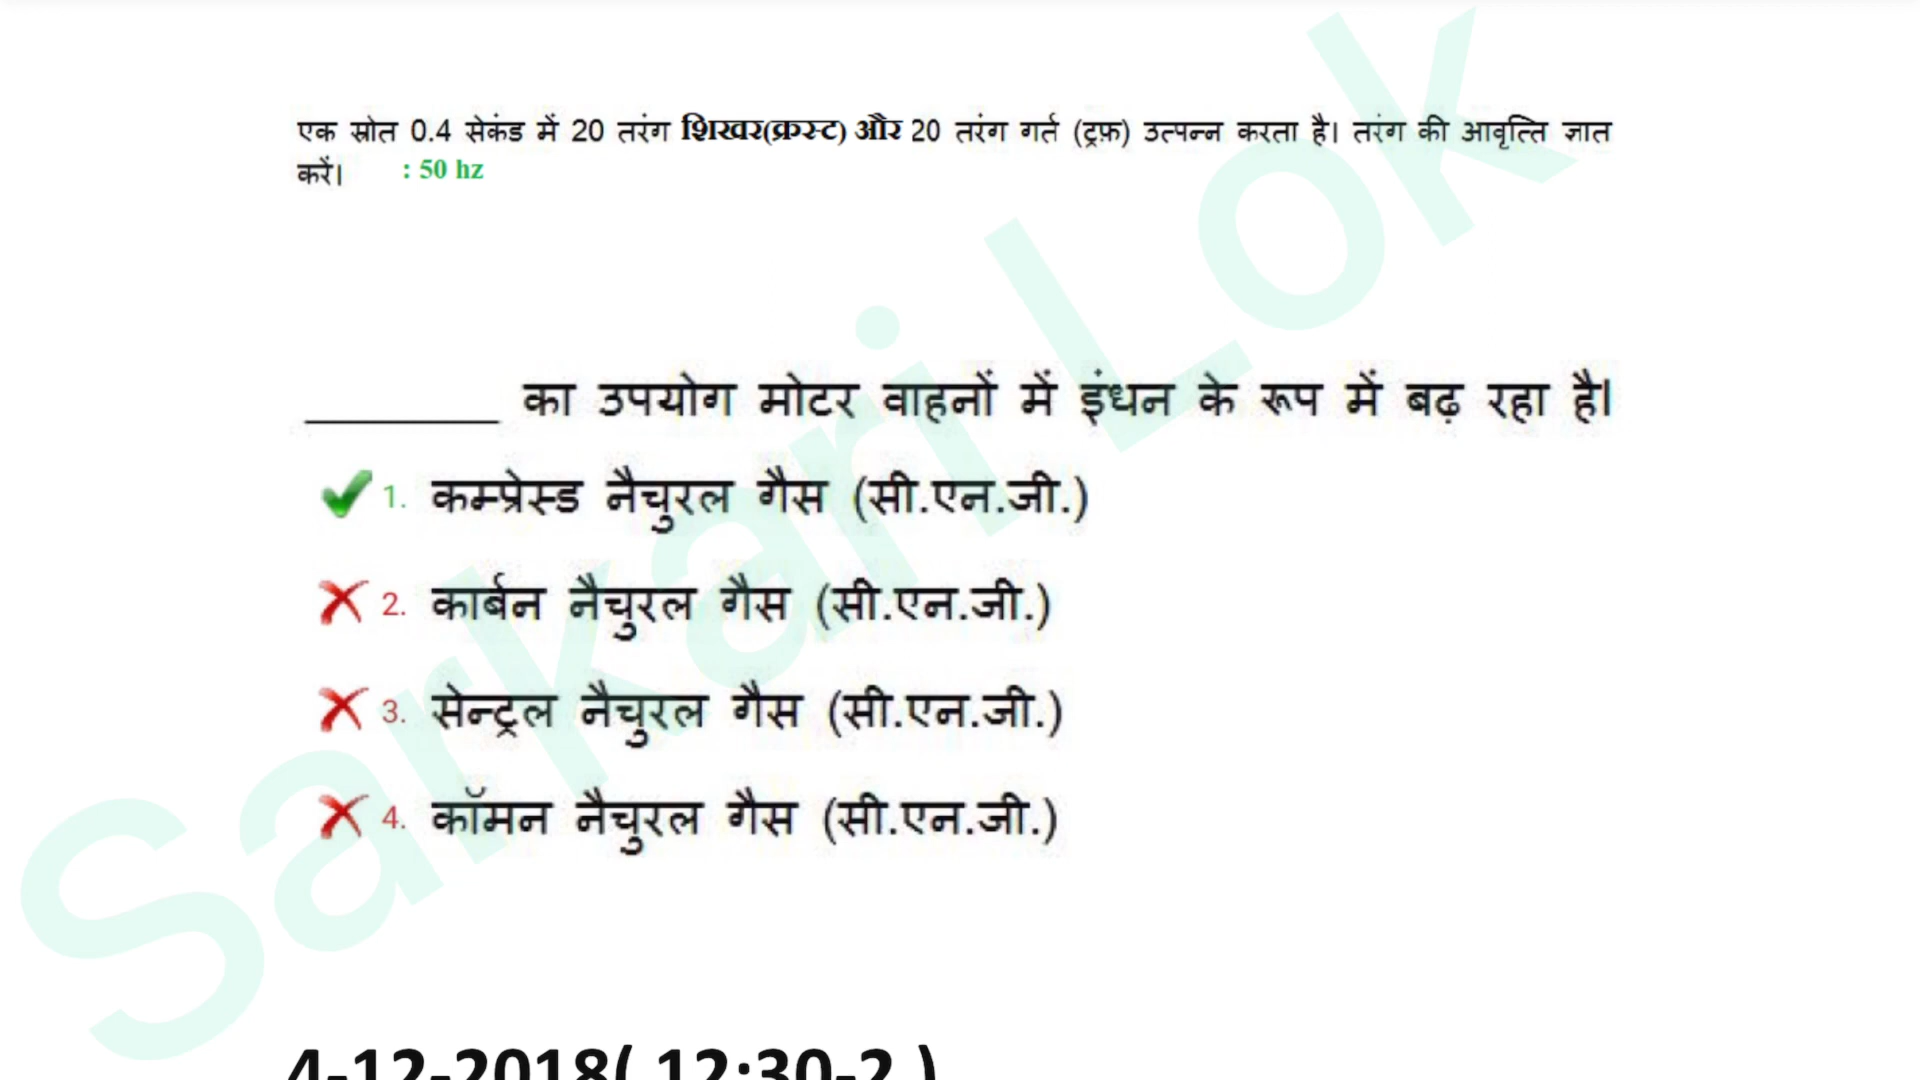 एक स्रोत 0.4 सेकंड में 20 तरंग शिखर(क्रस्ट) और 20 तरंग गर्त (ट्रफ़) उत्पन्न करता है। तरंग की आवृत्ति ज्ञात
करें। : 50 hz
________ का उपयोग मोटर वाहनों में इंधन के रूप में बढ़ रहा है।
1. कम्प्रेस्ड नैचुरल गैस (सी.एन.जी.)
2. कार्बन नैचुरल गैस (सी.एन.जी.)
3. सेन्ट्रल नैचुरल गैस (सी.एन.जी.)
4. कॉमन नैचुरल गैस (सी.एन.जी.)
4-12-2018( 12:30-2 )
Sarkari Lok